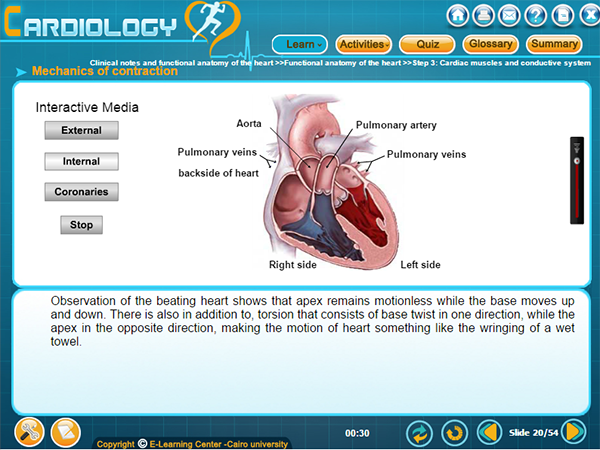 CARDIOLOGY
Learn
Activities
Quiz
Glossary
Summary
Clinical notes and functional anatomy of the heart >>Functional anatomy of the heart >>Step 3: Cardiac muscles and conductive system
Mechanics of contraction
Interactive Media
External
Internal
Coronaries
Stop
Aorta
Pulmonary artery
Pulmonary veins
backside of heart
Pulmonary veins
Right side
Left side
Observation of the beating heart shows that apex remains motionless while the base moves up
and down. There is also in addition to, torsion that consists of base twist in one direction, while the
apex in the opposite direction, making the motion of heart something like the wringing of a wet
towel.
Copyright © E-Learning Center -Cairo university
00:30
Slide 20/54